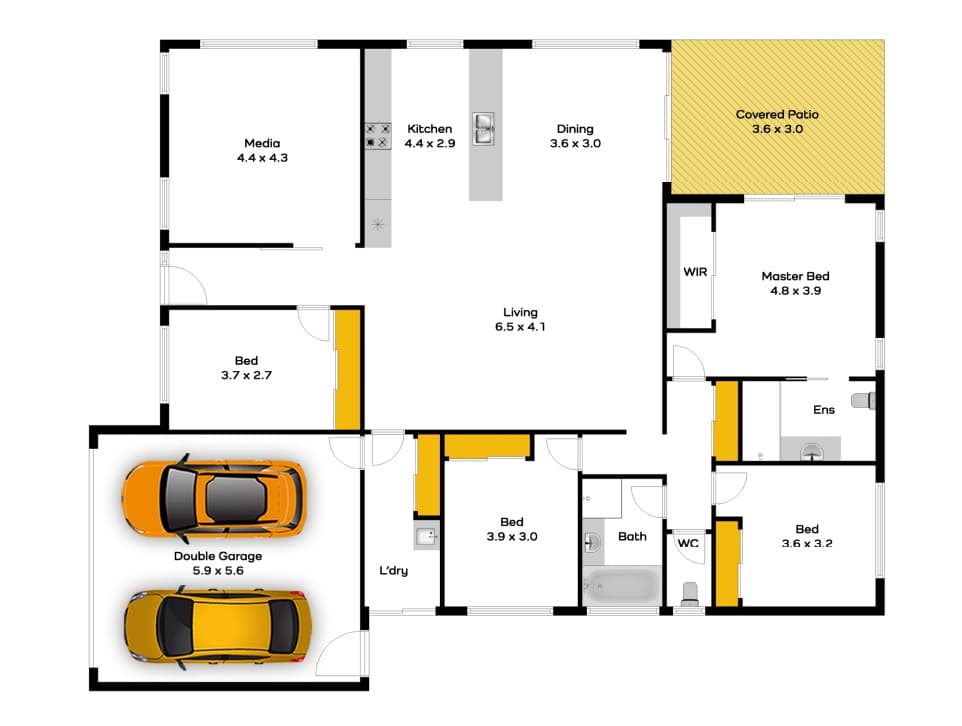 Covered Patio
3.6 x 3.0
Kitchen
4.4 x 2.9
Dining
3.6 x 3.0
Media
4.4 x 4.3
WIR
Master Bed
4.8 x 3.9
Living
6.5 x 4.1
Bed
3.7 x 2.7
Ens
Bed
3.9 x 3.0
Bath
WC
Bed
3.6 x 3.2
Double Garage
5.9 x 5.6
L'dry